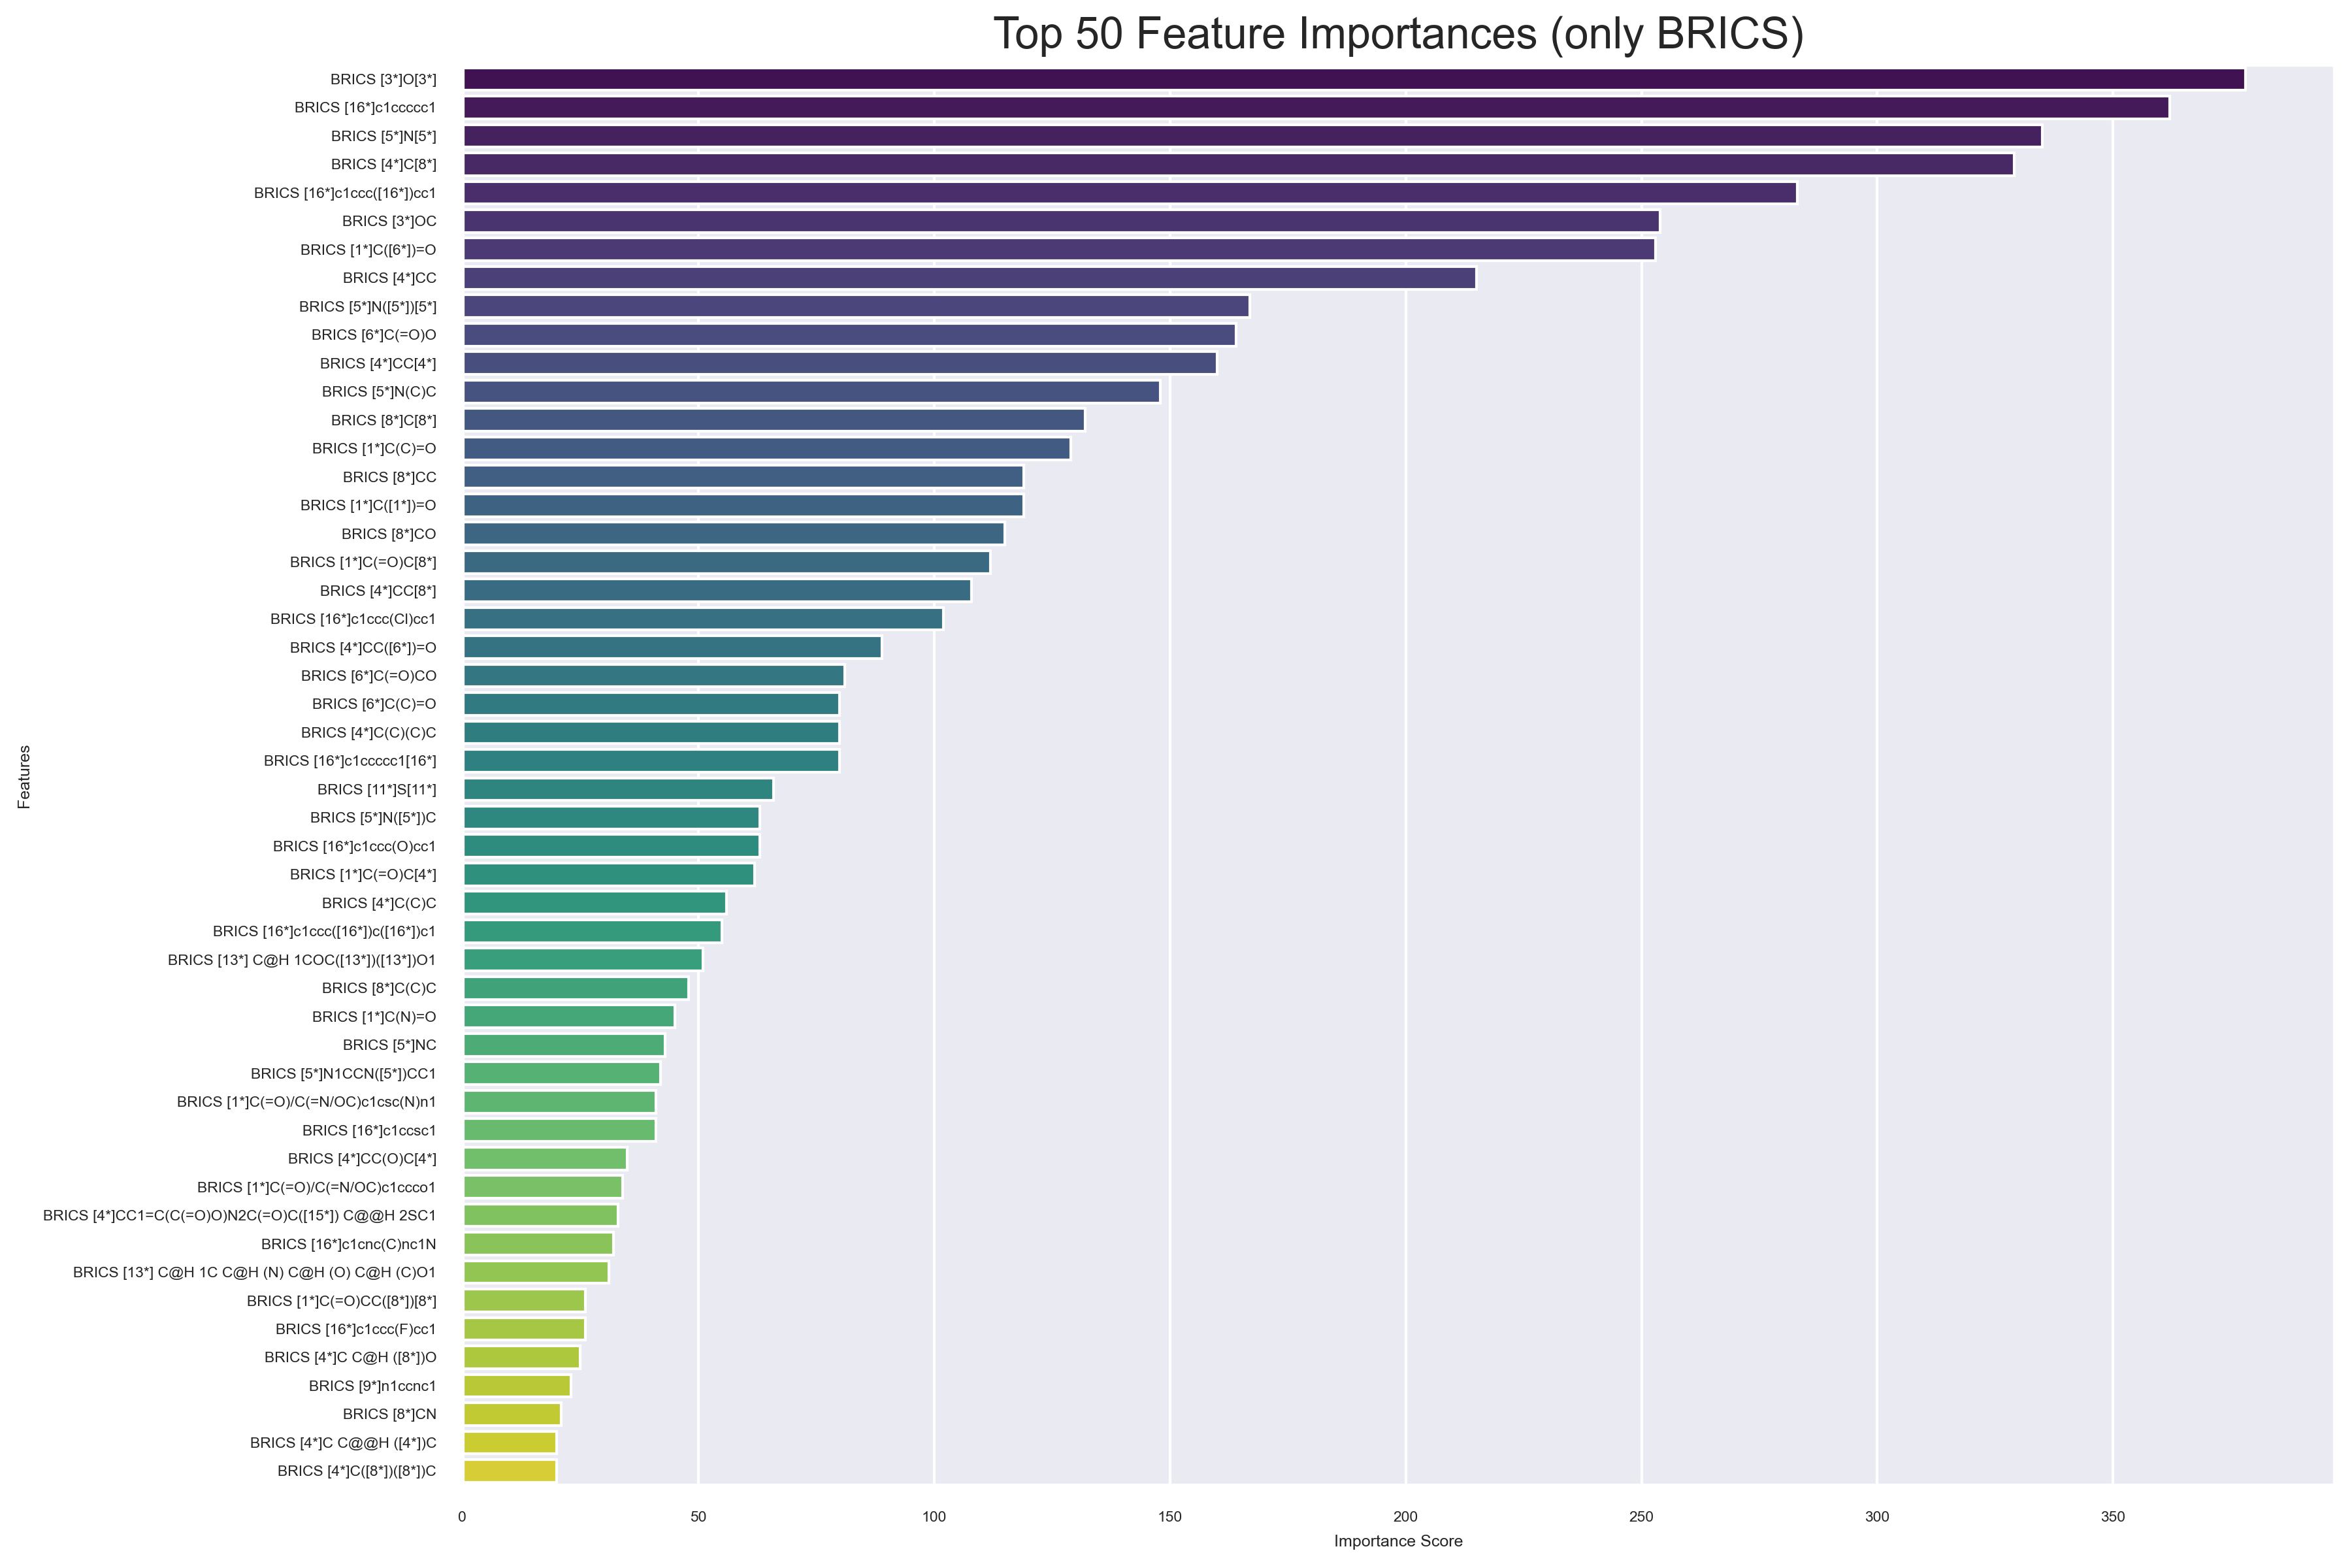 Top 50 Feature Importances (only BRICS)
BRICS [3*]O[3*]
BRICS [16*]c1ccccc1
BRICS [5*]N[5*]
BRICS [4*]C[8*]
BRICS [16*]c1ccc([16*])cc1
BRICS [3*]OC
BRICS [1*]C([6*])=O
BRICS [4*]CC
BRICS [5*]N([5*])[5*]
BRICS [6*]C(=O)O
BRICS [4*]CC[4*]
BRICS [5*]N(C)C
BRICS [8*]C[8*]
BRICS [1*]C(C)=O
BRICS [8*]CC
BRICS [1*]C([1*])=O
BRICS [8*]CO
BRICS [1*]C(=O)C[8*]
BRICS [4*]CC[8*]
BRICS [16*]c1ccc(Cl)cc1
BRICS [4*]CC([6*])=O
BRICS [6*]C(=O)CO
BRICS [6*]C(C)=O
BRICS [4*]C(C)(C)C
BRICS [16*]c1ccccc1[16*]
BRICS [11*]S[11*]
BRICS [5*]N([5*])C
BRICS [16*]c1ccc(O)cc1
BRICS [1*]C(=O)C[4*]
BRICS [4*]C(C)C
BRICS [16*]c1ccc([16*])c([16*])c1
BRICS [13*] C@H 1COC([13*])([13*])O1
BRICS [8*]C(C)C
BRICS [1*]C(N)=O
BRICS [5*]NC
BRICS [5*]N1CCN([5*])CC1
BRICS [1*]C(=O)/C(=N/OC)c1csc(N)n1
BRICS [16*]c1ccsc1
BRICS [4*]CC(O)C[4*]
BRICS [1*]C(=O)/C(=N/OC)c1ccco1
BRICS [4*]CC1=C(C(=O)O)N2C(=O)C([15*]) C@@H 2SC1
BRICS [16*]c1cnc(C)nc1N
BRICS [13*] C@H 1C C@H (N) C@H (O) C@H (C)O1
BRICS [1*]C(=O)CC([8*])[8*]
BRICS [16*]c1ccc(F)cc1
BRICS [4*]C C@H ([8*])O
BRICS [9*]n1ccnc1
BRICS [8*]CN
BRICS [4*]C C@@H ([4*])C
BRICS [4*]C([8*])([8*])C
Features
0 50 100 150 200 250 300 350
Importance Score